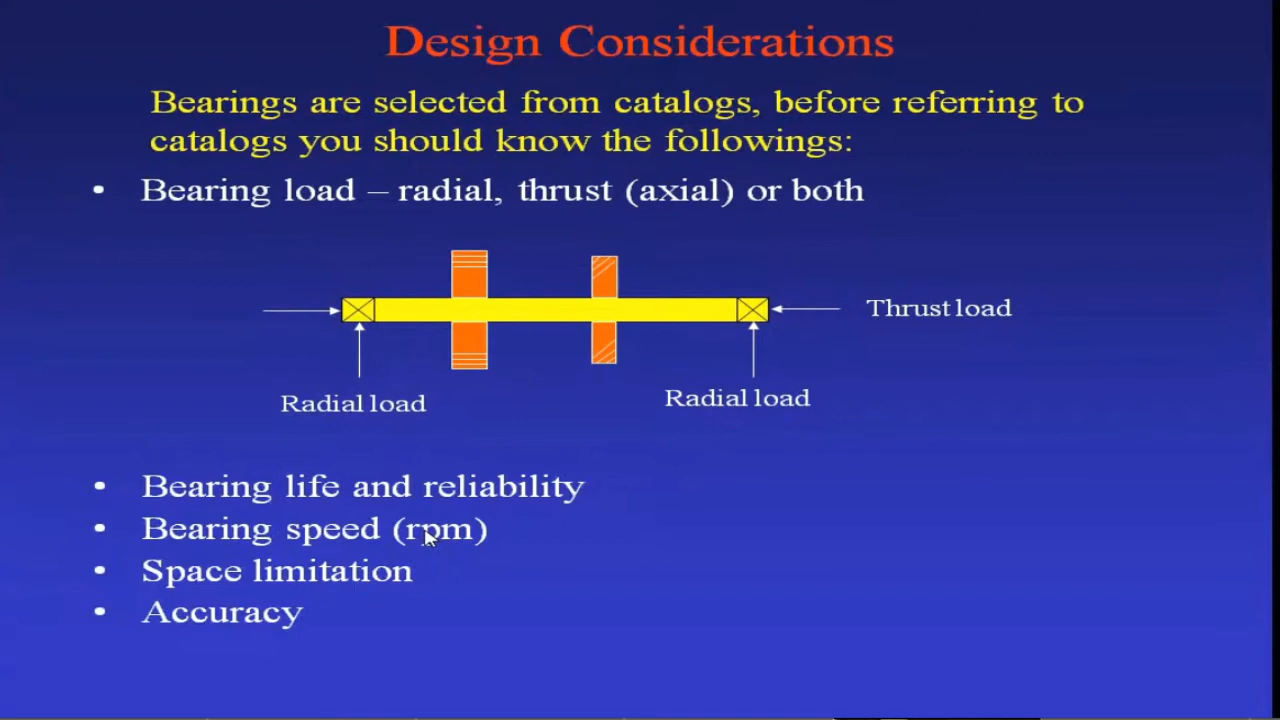 Design Considerations
Bearings are selected from catalogs, before referring to
catalogs you should know the followings:
• Bearing load – radial, thrust (axial) or both
Thrust load
Radial load
Radial load
• Bearing life and reliability
• Bearing speed (rpm)
• Space limitation
• Accuracy